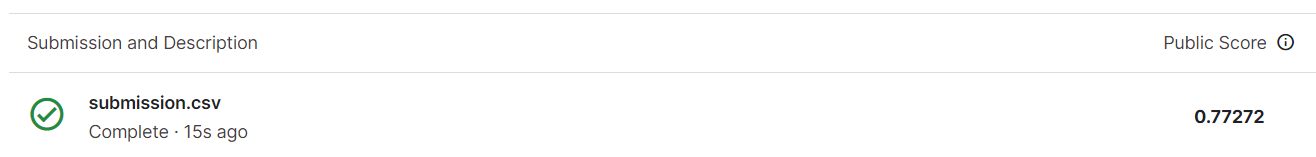 Submission and Description Public Score
submission.csv
Complete · 15s ago
0.77272